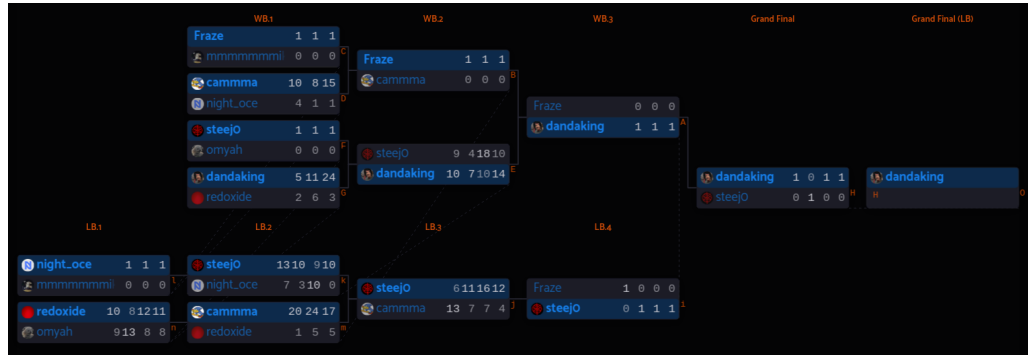 WB.1 WB.2 WB.3 Grand Final Grand Final (LB)
Fraze 1 1 1
mmmmmmmil 0 0 0 C
cammma 10 8 15
night_oce 4 1 1 D
steej0 1 1 1
omyah 0 0 0 F
dandaking 5 11 24
redoxide 2 6 3 G
Fraze 1 1 1
cammma 0 0 0 B
steej0 9 4 18 10
dandaking 10 7 10 14 E
Fraze 0 0 0
dandaking 1 1 1 A
dandaking 1 0 1 1
steej0 0 1 0 0 H
dandaking
H O
LB.1 LB.2 LB.3 LB.4
night_oce 1 1 1
mmmmmmmil 0 0 0 l
redoxide 10 8 12 11
omyah 9 13 8 8 n
steej0 13 10 9 10
night_oce 7 3 10 0 k
cammma 20 24 17
redoxide 1 5 5 m
steej0 6 11 16 12
cammma 13 7 7 4 j
Fraze 1 0 0 0
steej0 0 1 1 1 i